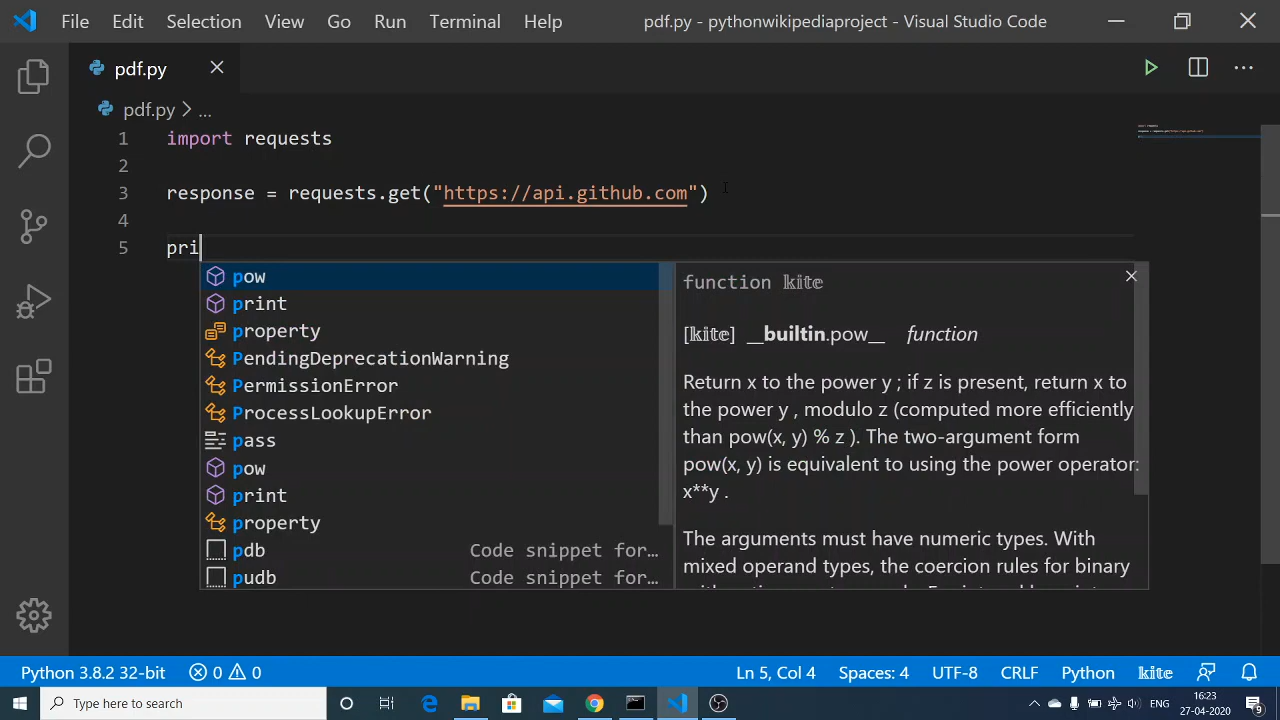 File Edit Selection View Go Run Terminal Help pdf.py - pythonwikipediaproject - Visual Studio Code
pdf.py
pdf.py > ...
1 import requests
2
3 response = requests.get("https://api.github.com")
4
5 pri
pow
print
property
PendingDeprecationWarning
PermissionError
ProcessLookupError
pass
pow
print
property
pdb Code snippet for…
pudb Code snippet for…
function kite
[kite] __builtin.pow__ function
Return x to the power y ; if z is present, return x to
the power y , modulo z (computed more efficiently
than pow(x, y) % z ). The two-argument form
pow(x, y) is equivalent to using the power operator:
x**y .
The arguments must have numeric types. With
mixed operand types, the coercion rules for binary
Python 3.8.2 32-bit 0 0 Ln 5, Col 4 Spaces: 4 UTF-8 CRLF Python kite
Type here to search ENG 16:23
27-04-2020